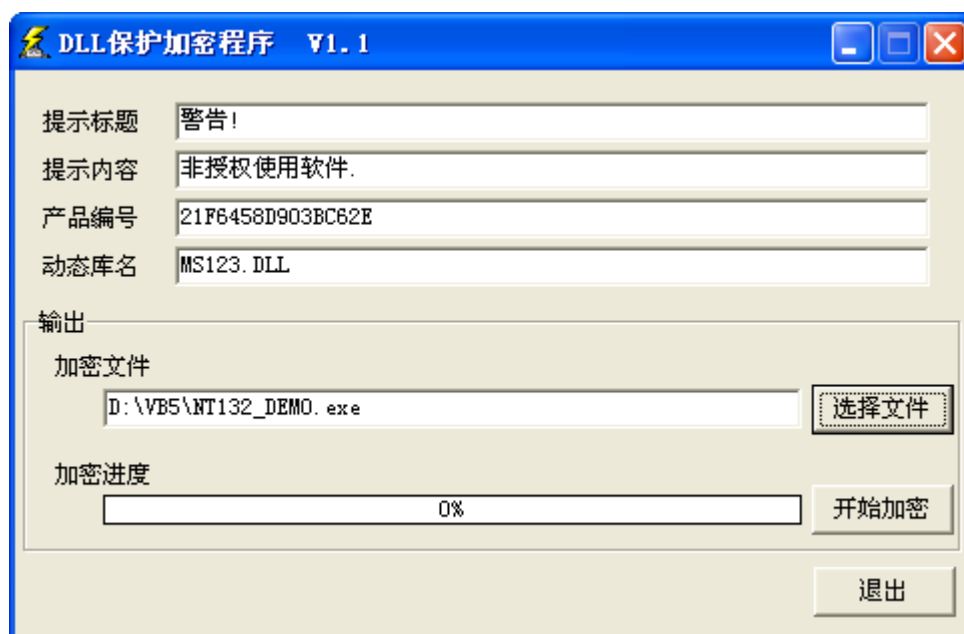 DLL保护加密程序 V1.1
提示标题 警告!
提示内容 非授权使用软件.
产品编号 21F6458D903BC62E
动态库名 MS123.DLL
输出
加密文件
D:\VB5\NT132_DEMO.exe 选择文件
加密进度
0% 开始加密
退出